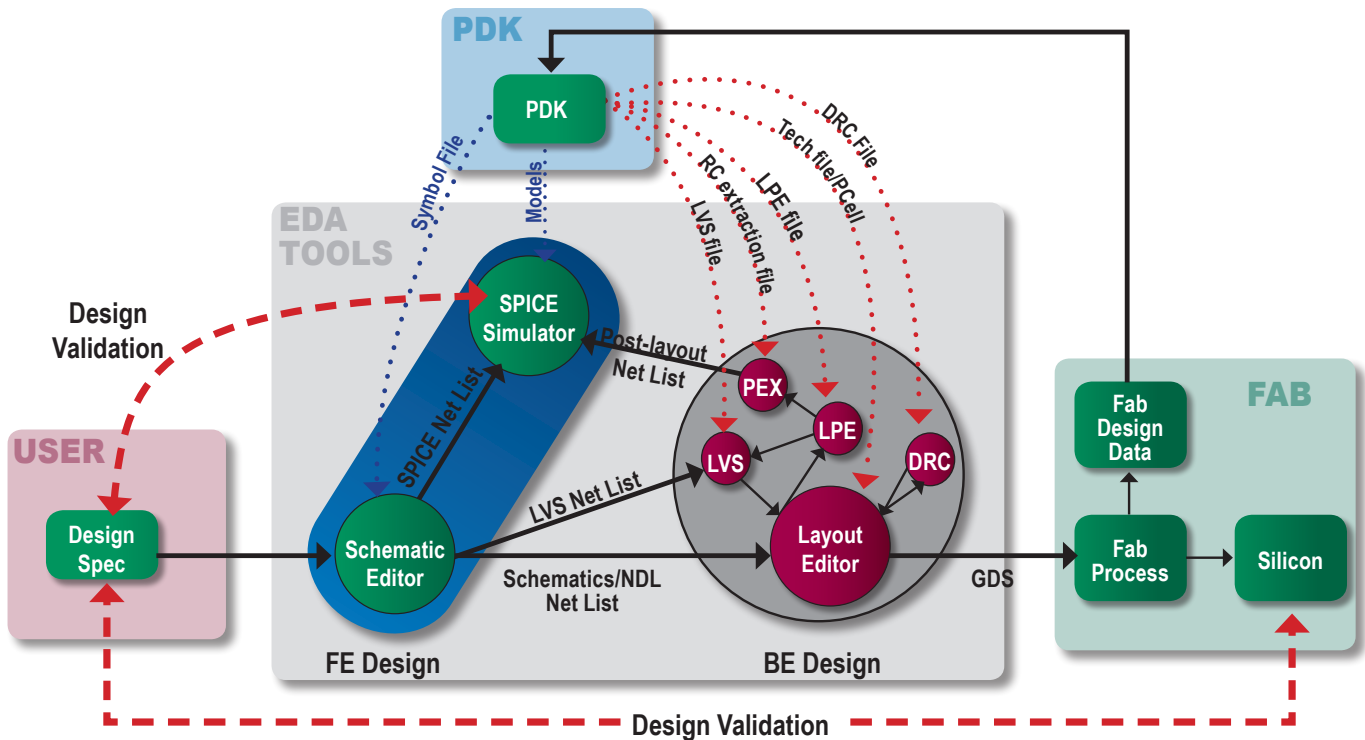 PDK
PDK
Symbol File
Models
LVS file
RC extraction file
LPE file
Tech file/PCell
DRC File
EDA
TOOLS
SPICE
Simulator
Design
Validation
Post-layout
Net List
PEX
LPE
LVS
DRC
SPICE Net List
LVS Net List
USER
Design
Spec
Schematic
Editor
Schematics/NDL
Net List
Layout
Editor
GDS
FAB
Fab
Design
Data
Fab
Process
Silicon
FE Design
BE Design
Design Validation